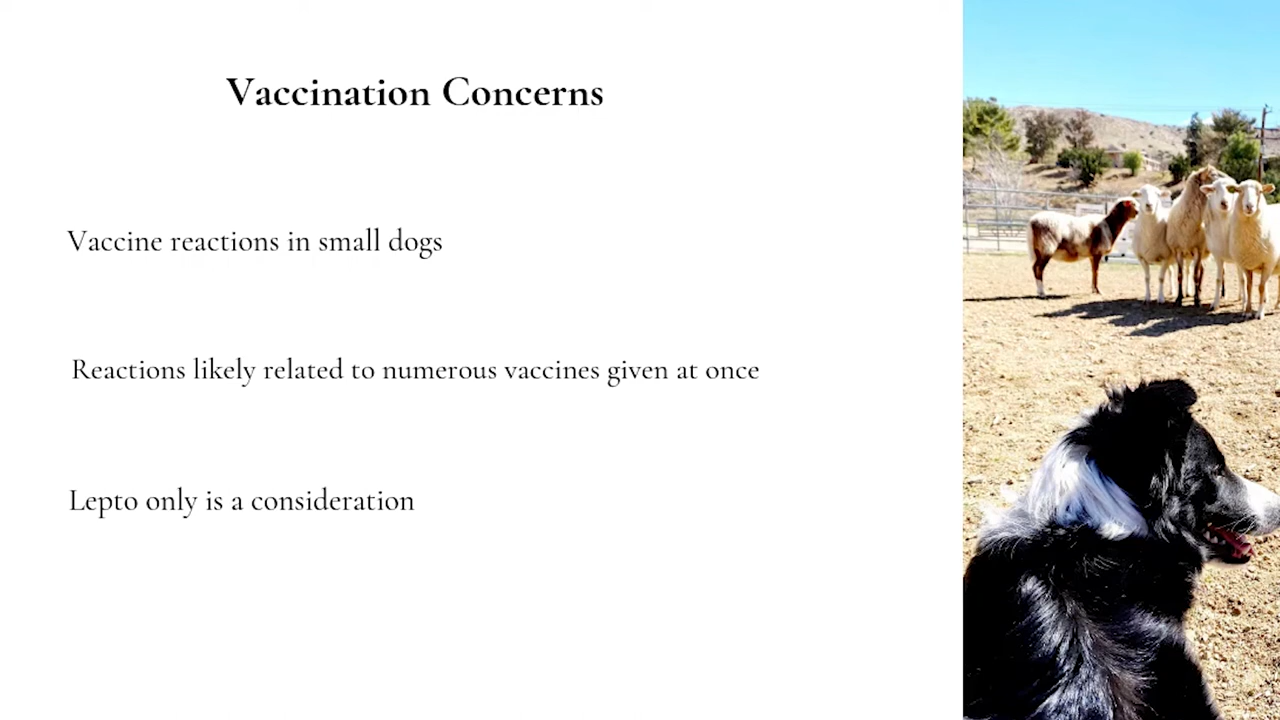 Vaccination Concerns
Vaccine reactions in small dogs
Reactions likely related to numerous vaccines given at once
Lepto only is a consideration